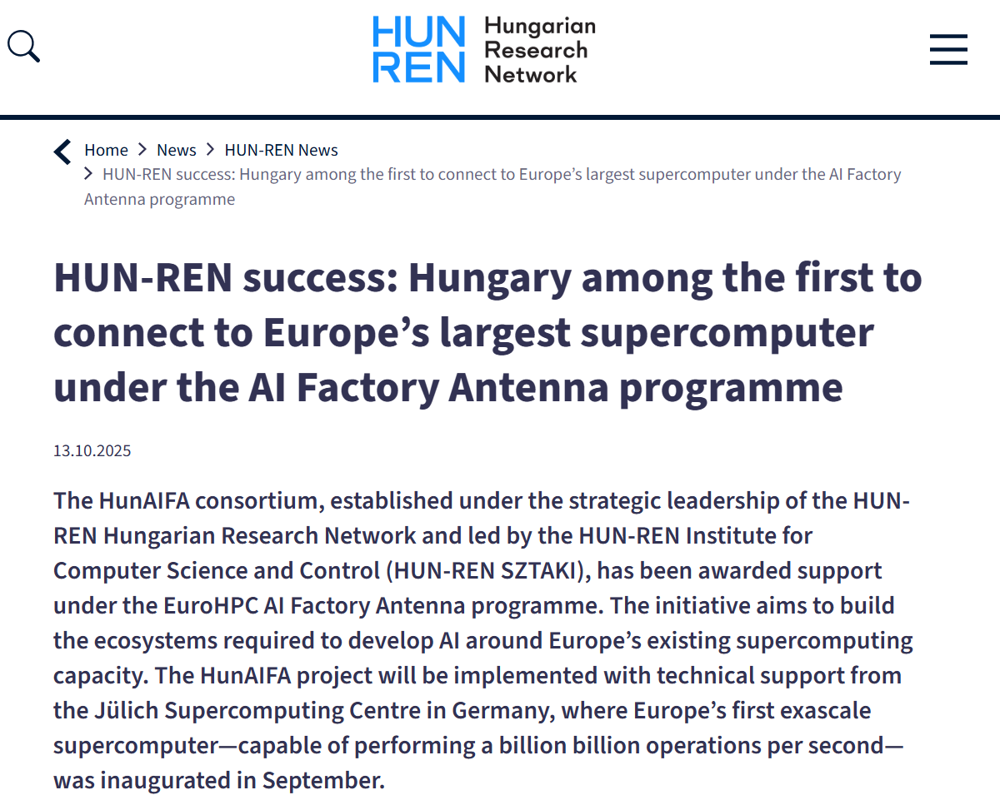 HUN
REN
Hungarian
Research
Network
Home > News > HUN-REN News
> HUN-REN success: Hungary among the first to connect to Europe’s largest supercomputer under the AI Factory
Antenna programme
HUN-REN success: Hungary among the first to
connect to Europe’s largest supercomputer
under the AI Factory Antenna programme
13.10.2025
The HunAIFA consortium, established under the strategic leadership of the HUN-
REN Hungarian Research Network and led by the HUN-REN Institute for
Computer Science and Control (HUN-REN SZTAKI), has been awarded support
under the EuroHPC AI Factory Antenna programme. The initiative aims to build
the ecosystems required to develop AI around Europe’s existing supercomputing
capacity. The HunAIFA project will be implemented with technical support from
the Jülich Supercomputing Centre in Germany, where Europe’s first exascale
supercomputer—capable of performing a billion billion operations per second—
was inaugurated in September.